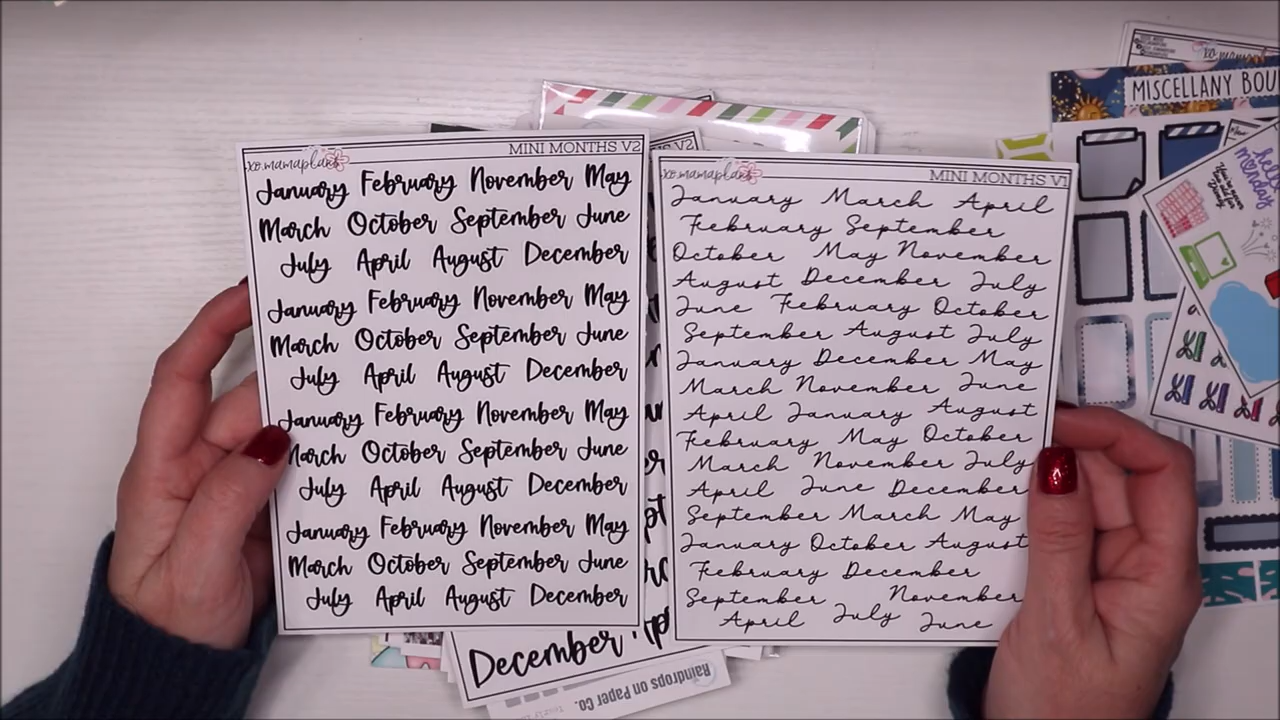 xo.mamaplans
MINI MONTHS V2
January February November May
March October September June
July April August December
January February November May
March October September June
July April August December
January February November May
March October September June
July April August December
January February November May
March October September June
July April August December
xo.mamaplans
MINI MONTHS V1
January March April
February September
October May November
August December July
June February October
September August July
January December May
March November June
April January August
February May October
March November July
April June December
September March May
January October August
February December
September November
April July June
V2
December
Raindrops on Paper Co.
MISCELLANY BOU
hello
monday